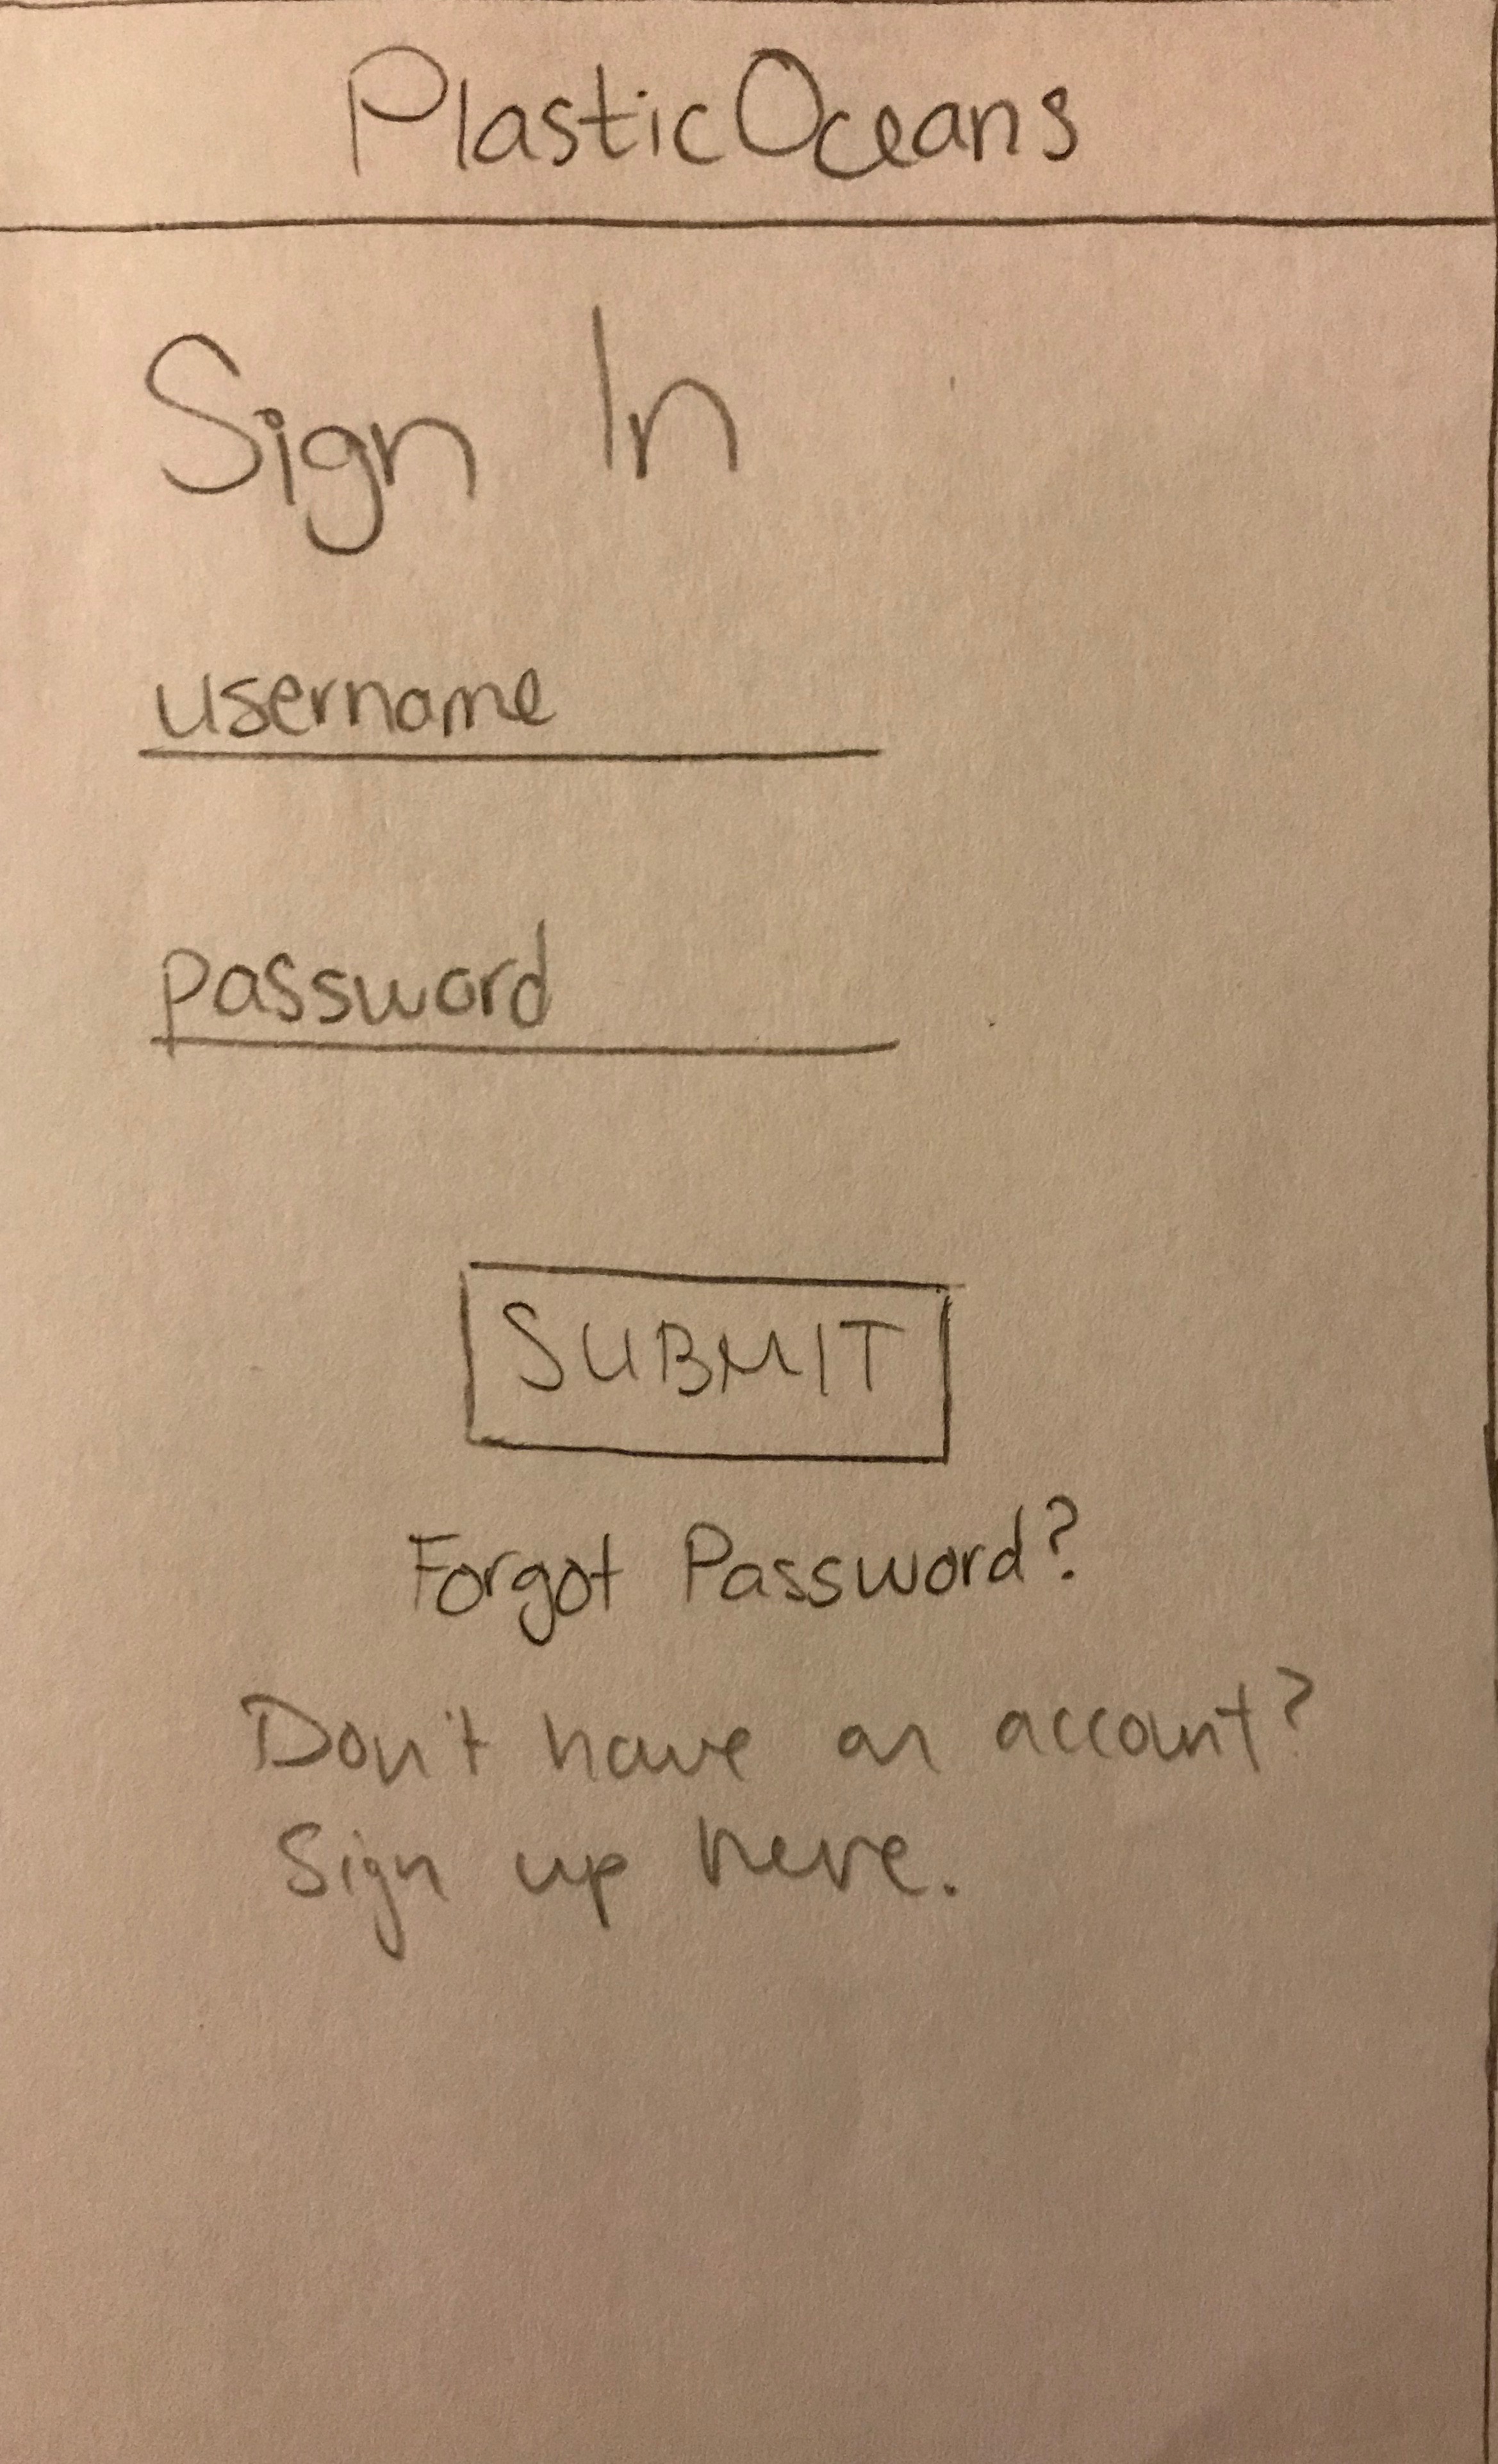 PlasticOceans
Sign In
username
password
SUBMIT
Forgot Password?
Don't have an account?
Sign up here.